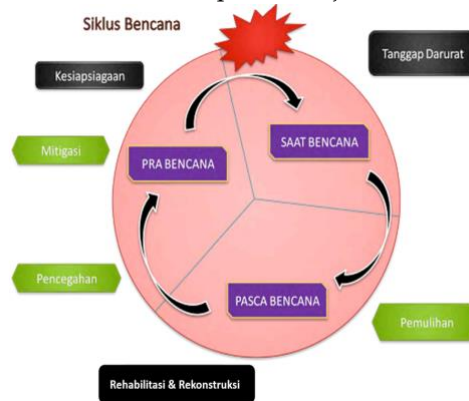 Siklus Bencana
Kesiapsiagaan
Tanggap Darurat
Mitigasi
PRA BENCANA
SAAT BENCANA
Pencegahan
PASCA BENCANA
Pemulihan
Rehabilitasi & Rekonstruksi